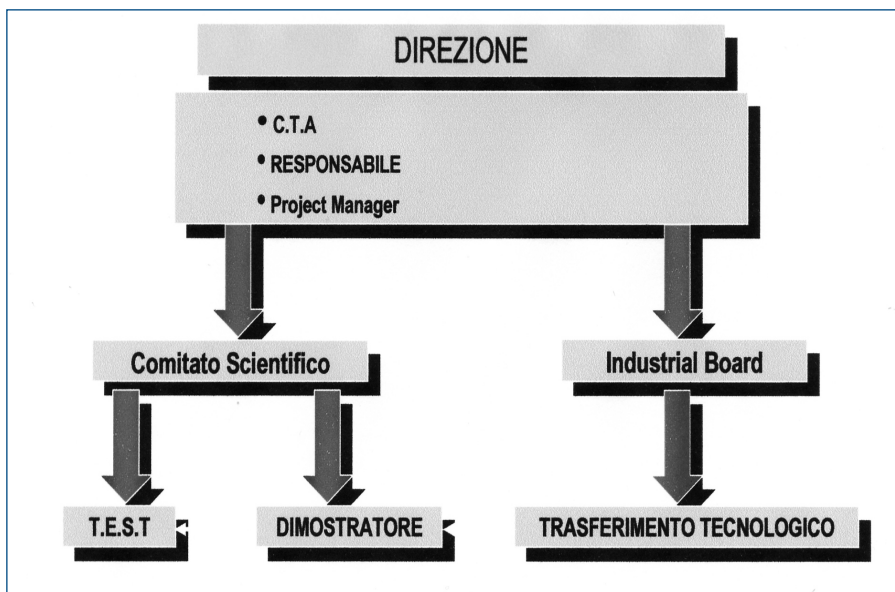 DIREZIONE
• C.T.A
• RESPONSABILE
• Project Manager
Comitato Scientifico
Industrial Board
T.E.S.T
DIMOSTRATORE
TRASFERIMENTO TECNOLOGICO